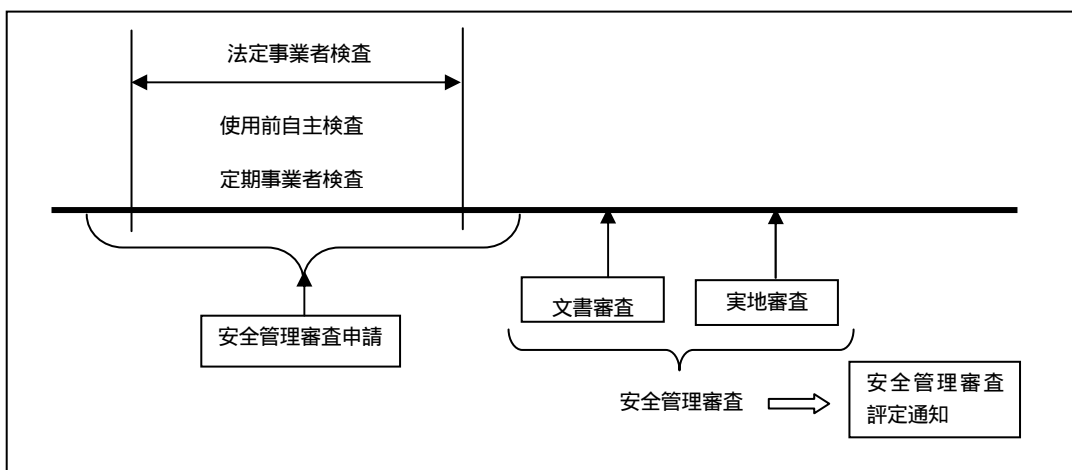 法定事業者検査
使用前自主検査
定期事業者検査
文書審査
実地審査
安全管理審査申請
安全管理審査
安全管理審査
評定通知